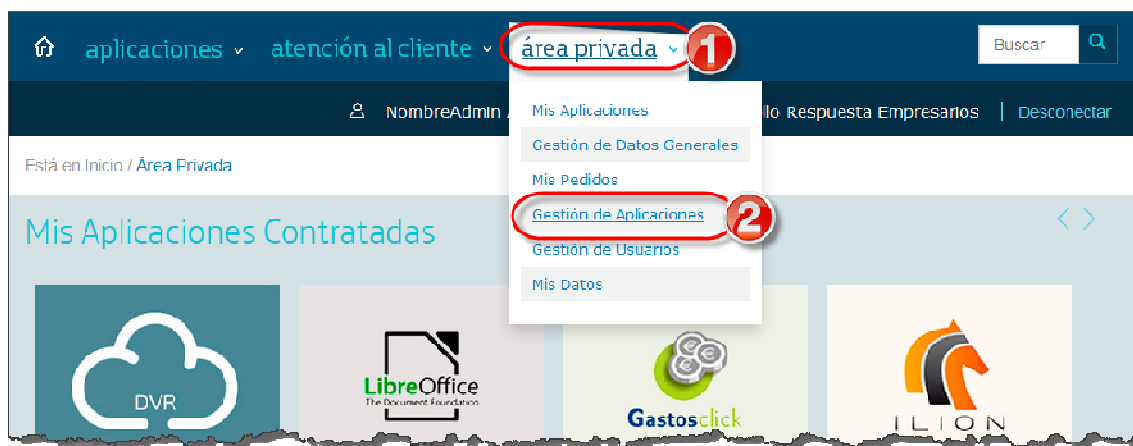 aplicaciones atención al cliente área privada 1 Buscar
NombreAdmin llo Respuesta Empresarios | Desconectar
Mis Aplicaciones
Gestión de Datos Generales
Mis Pedidos
Gestión de Aplicaciones 2
Gestión de Usuarios
Mis Datos
Está en Inicio / Área Privada
Mis Aplicaciones Contratadas < >
DVR
LibreOffice
The Document Foundation
Gastosclick
ILION